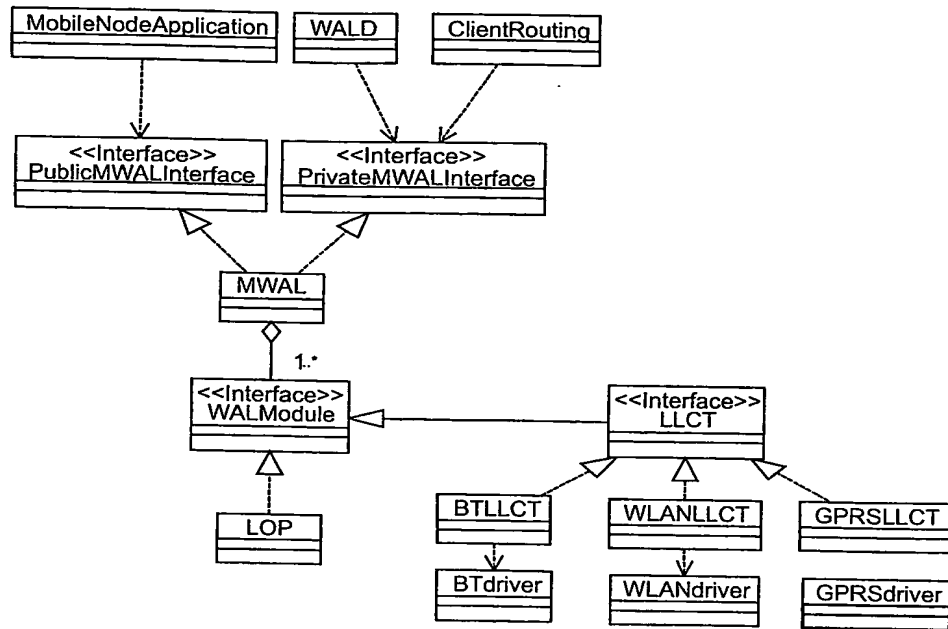 MobileNodeApplication
WALD
ClientRouting
<<Interface>>
PublicMWALInterface
<<Interface>>
PrivateMWALInterface
MWAL
1..*
<<Interface>>
WALModule
<<Interface>>
LLCT
LOP
BTLLCT
WLANLLCT
GPRSLLCT
BTdriver
WLANdriver
GPRSdriver